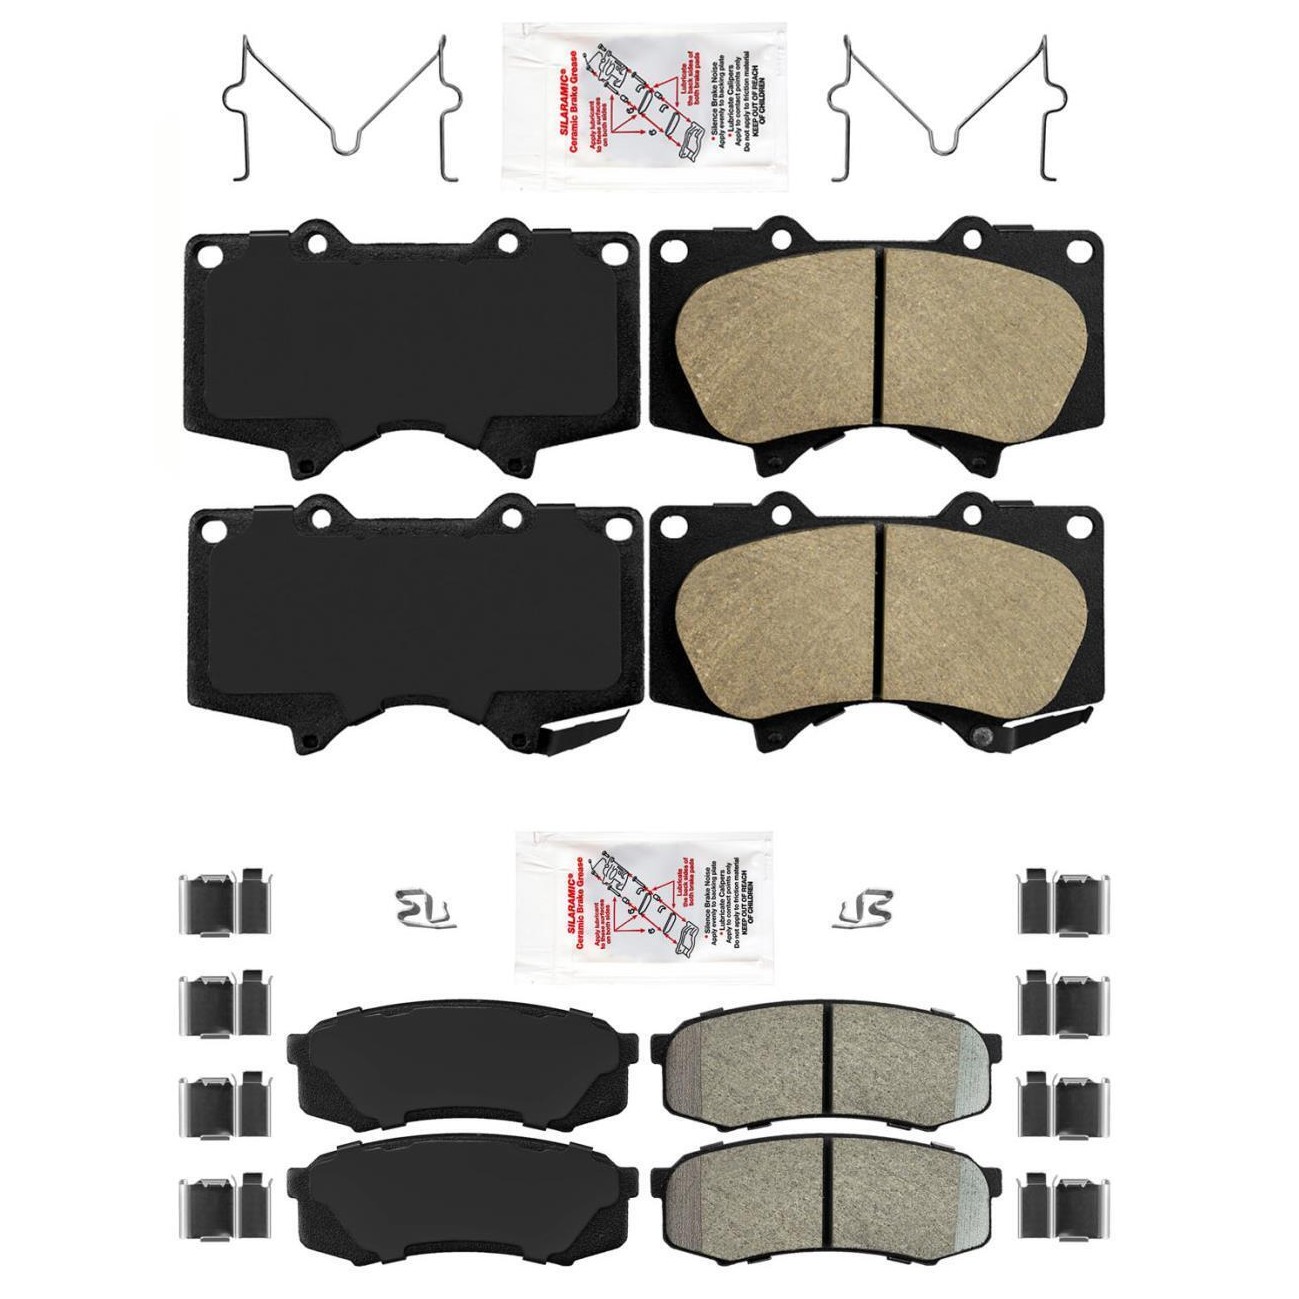 SILARAMIC®
Ceramic Brake Grease
Apply lubricant
to these surfaces
on both sides
Lubricate
the back sides of
both brake pads
* Silence Brake Noise
Apply evenly to backing plate
* Lubricate Calipers
Apply to contact points only
Do not apply to friction material
KEEP OUT OF REACH
OF CHILDREN
SILARAMIC®
Ceramic Brake Grease
Apply lubricant
to these surfaces
on both sides
Lubricate
the back sides of
both brake pads
* Silence Brake Noise
Apply evenly to backing plate
* Lubricate Calipers
Apply to contact points only
Do not apply to friction material
KEEP OUT OF REACH
OF CHILDREN